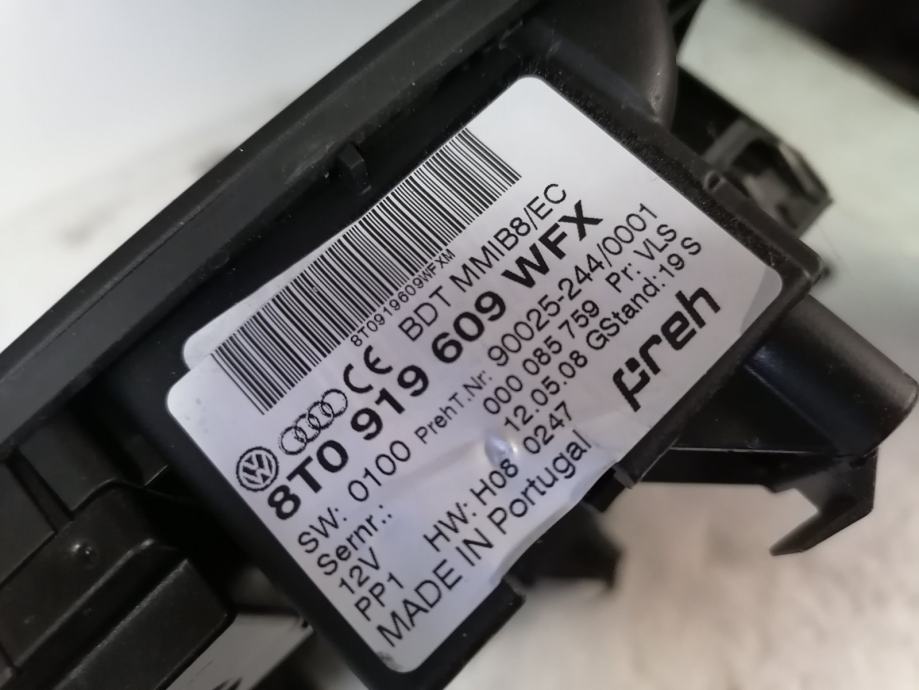 8T0919609WFXM
CE BDT MMIB8/EC
8T0 919 609 WFX
SW: 0100 PrehT.Nr: 90025-244/0001
Sernr.: 000 085 759 Pr: VLS
12V 12.05.08 GStand: 19 S
PP1 HW: H08 0247
MADE IN Portugal
preh